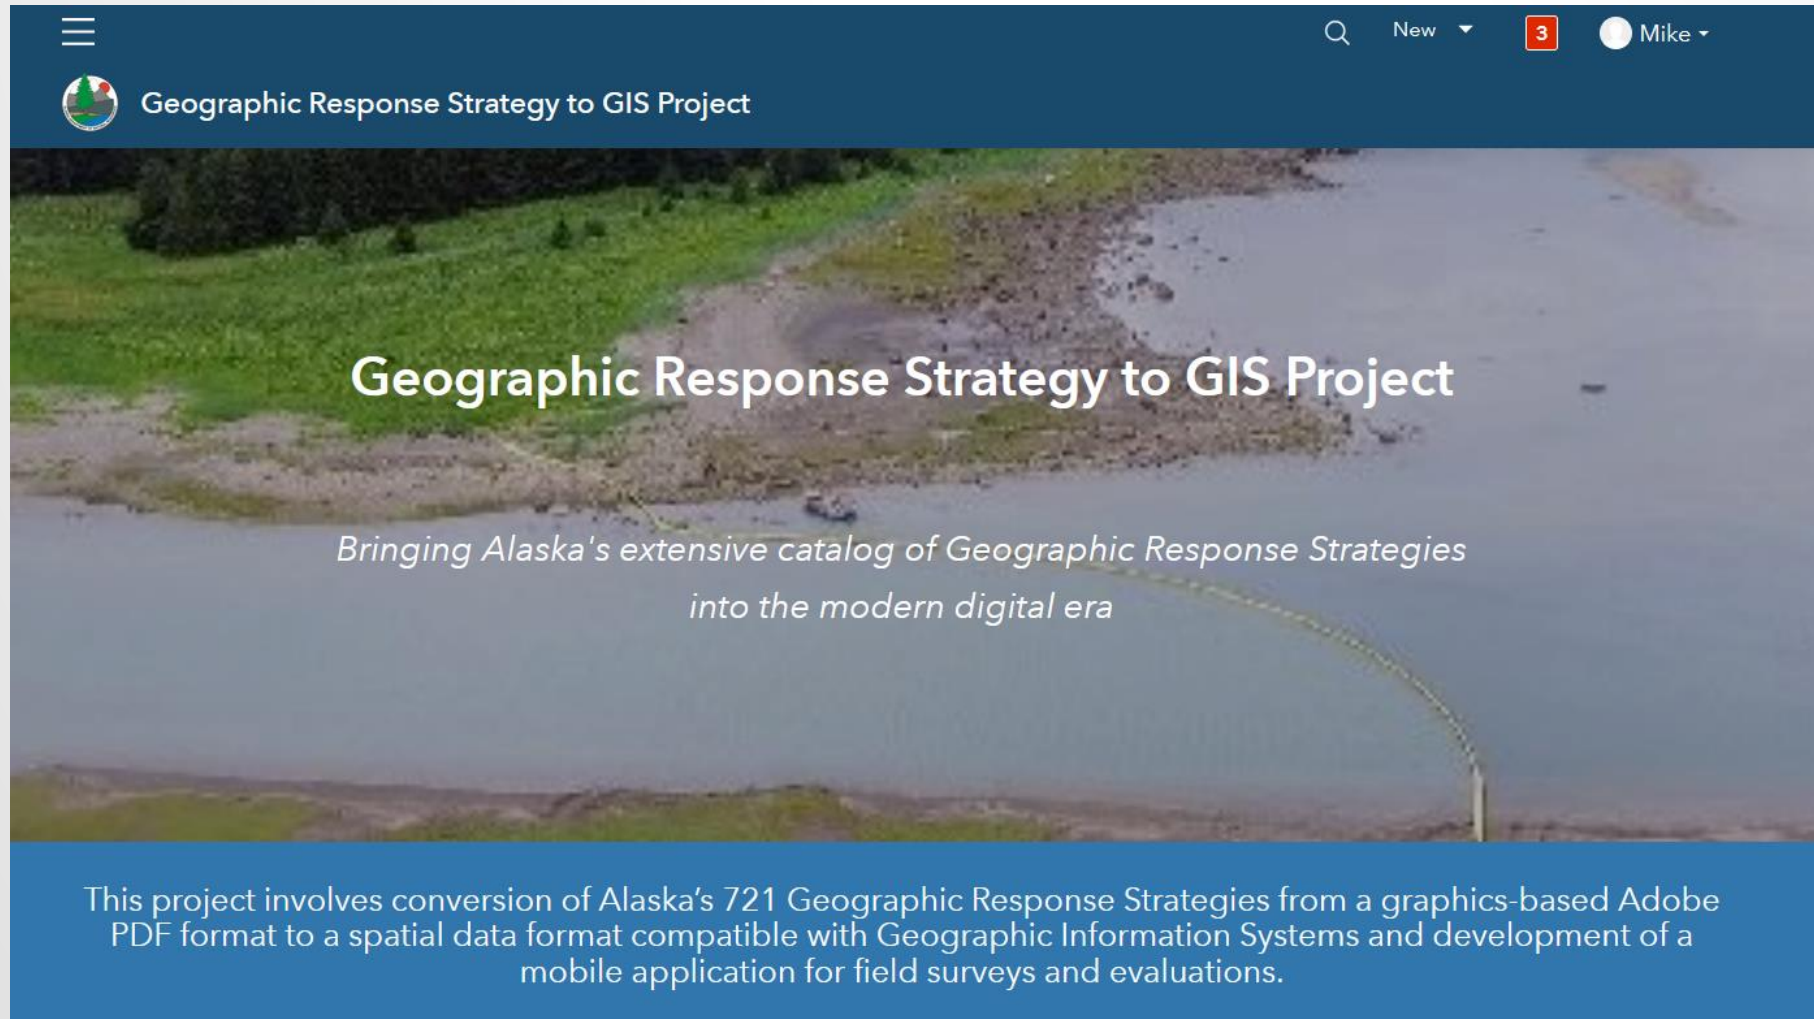 New
3
Mike
Geographic Response Strategy to GIS Project
Geographic Response Strategy to GIS Project
Bringing Alaska's extensive catalog of Geographic Response Strategies
into the modern digital era
This project involves conversion of Alaska’s 721 Geographic Response Strategies from a graphics-based Adobe
PDF format to a spatial data format compatible with Geographic Information Systems and development of a
mobile application for field surveys and evaluations.